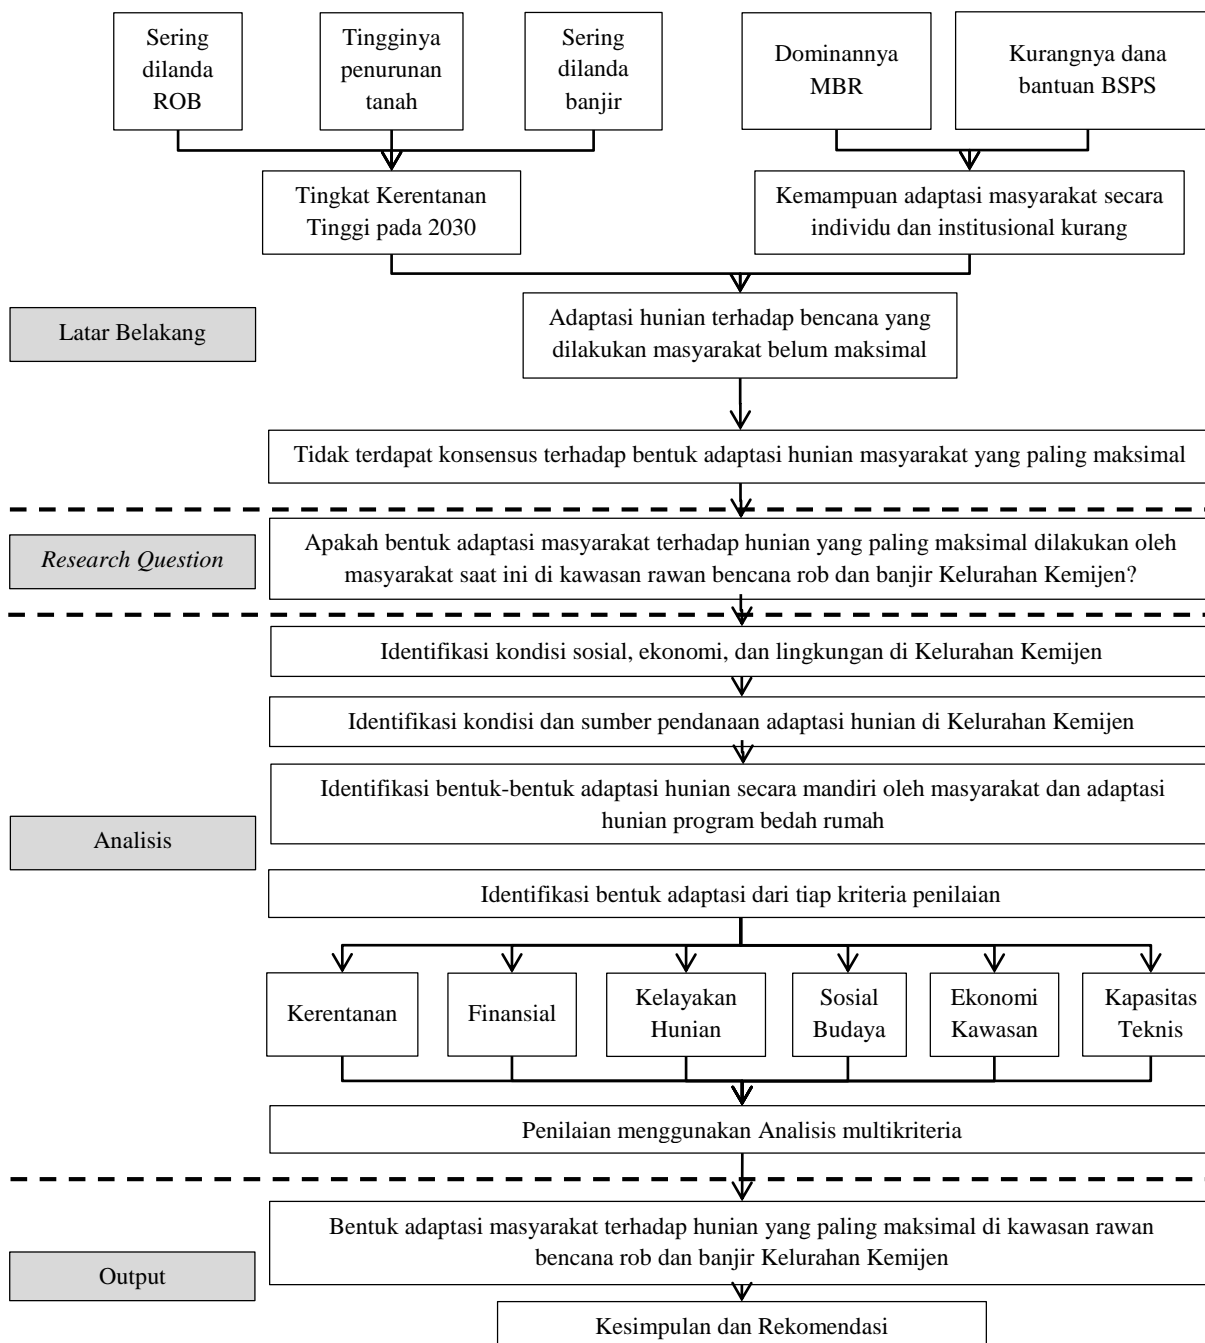 Sering
dilanda
ROB
Tingginya
penurunan
tanah
Sering
dilanda
banjir
Dominannya
MBR
Kurangnya dana
bantuan BSPS
Tingkat Kerentanan
Tinggi pada 2030
Kemampuan adaptasi masyarakat secara
individu dan institusional kurang
Latar Belakang
Adaptasi hunian terhadap bencana yang
dilakukan masyarakat belum maksimal
Tidak terdapat konsensus terhadap bentuk adaptasi hunian masyarakat yang paling maksimal
Research Question
Apakah bentuk adaptasi masyarakat terhadap hunian yang paling maksimal dilakukan oleh
masyarakat saat ini di kawasan rawan bencana rob dan banjir Kelurahan Kemijen?
Identifikasi kondisi sosial, ekonomi, dan lingkungan di Kelurahan Kemijen
Identifikasi kondisi dan sumber pendanaan adaptasi hunian di Kelurahan Kemijen
Identifikasi bentuk-bentuk adaptasi hunian secara mandiri oleh masyarakat dan adaptasi
hunian program bedah rumah
Analisis
Identifikasi bentuk adaptasi dari tiap kriteria penilaian
Kerentanan
Finansial
Kelayakan
Hunian
Sosial
Budaya
Ekonomi
Kawasan
Kapasitas
Teknis
Penilaian menggunakan Analisis multikriteria
Bentuk adaptasi masyarakat terhadap hunian yang paling maksimal di kawasan rawan
bencana rob dan banjir Kelurahan Kemijen
Output
Kesimpulan dan Rekomendasi